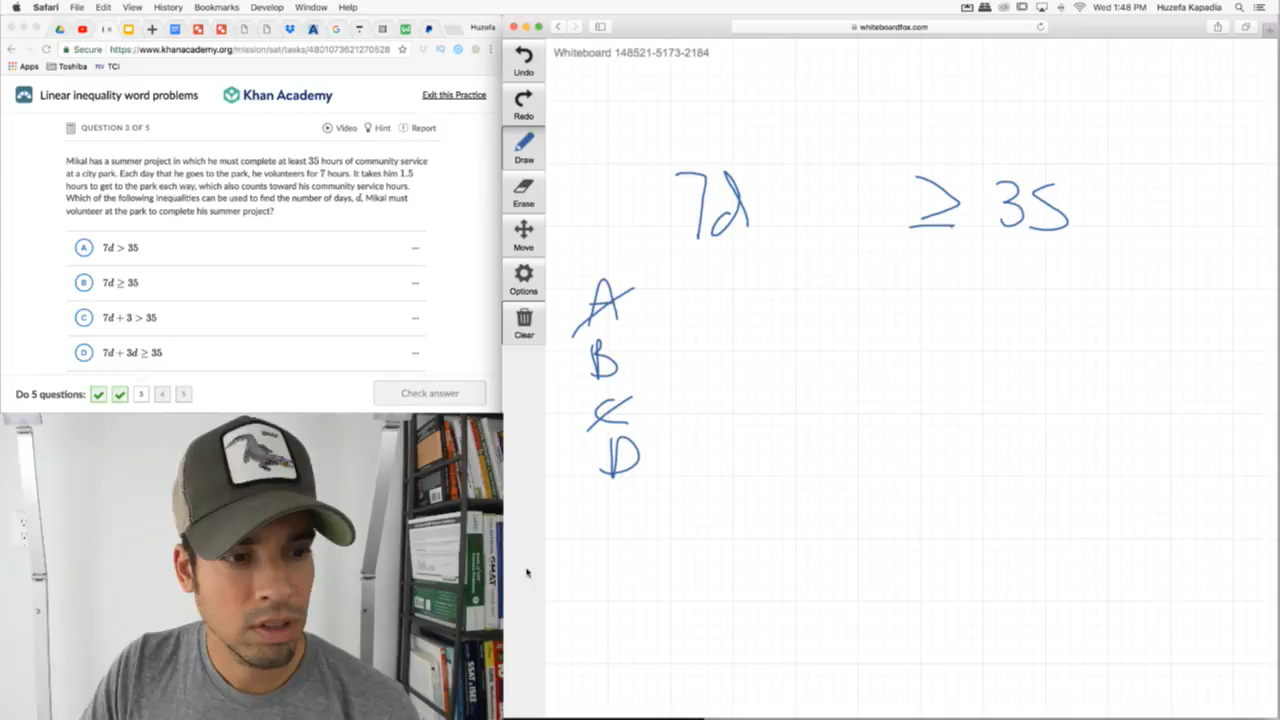 Safari File Edit View History Bookmarks Develop Window Help
Wed 1:48 PM Huzefa Kapadia
Huzefa
Secure https://www.khanacademy.org/mission/sat/tasks/4801073621270528
Apps Toshiba TCI
Linear inequality word problems Khan Academy Exit this Practice
QUESTION 3 OF 5 Video Hint Report
Mikal has a summer project in which he must complete at least 35 hours of community service
at a city park. Each day that he goes to the park, he volunteers for 7 hours. It takes him 1.5
hours to get to the park each way, which also counts toward his community service hours.
Which of the following inequalities can be used to find the number of days, d, Mikal must
volunteer at the park to complete his summer project?
A 7d > 35
B 7d ≥ 35
C 7d + 3 > 35
D 7d + 3d ≥ 35
Do 5 questions: 3 4 5 Check answer
whiteboardfox.com
Whiteboard 148521-5173-2184
Undo
Redo
Draw
Erase
Move
Options
Clear
7d ≥ 35
A
B
C
D
GMAT
SSAT & ISEE